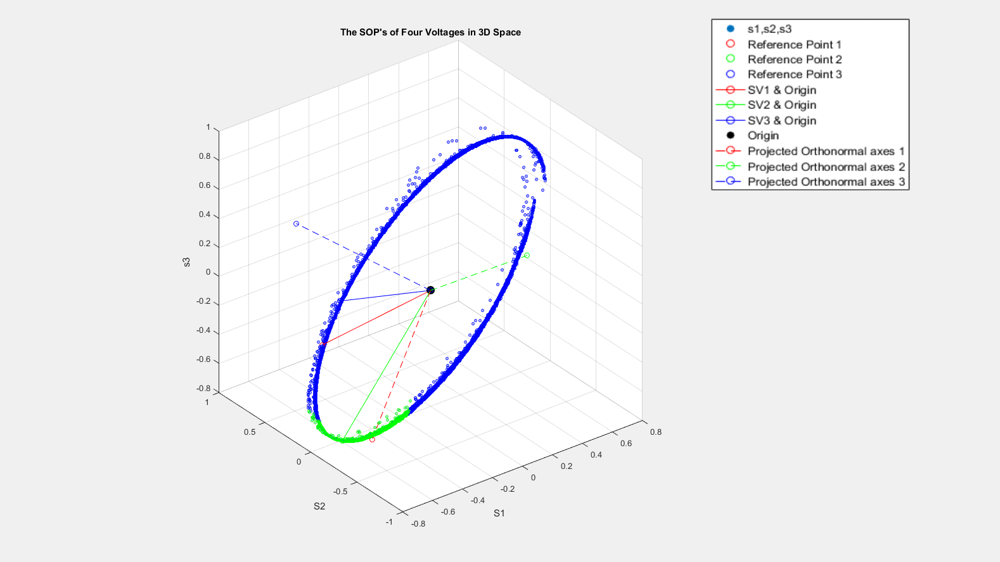 The SOP's of Four Voltages in 3D Space
s1,s2,s3
Reference Point 1
Reference Point 2
Reference Point 3
SV1 & Origin
SV2 & Origin
SV3 & Origin
Origin
Projected Orthonormal axes 1
Projected Orthonormal axes 2
Projected Orthonormal axes 3
1
0.8
0.6
0.4
0.2
0
-0.2
-0.4
-0.6
-0.8
s3
1
0.5
0
-0.5
-1
S2
-0.8
-0.6
-0.4
-0.2
0
0.2
0.4
0.6
0.8
S1